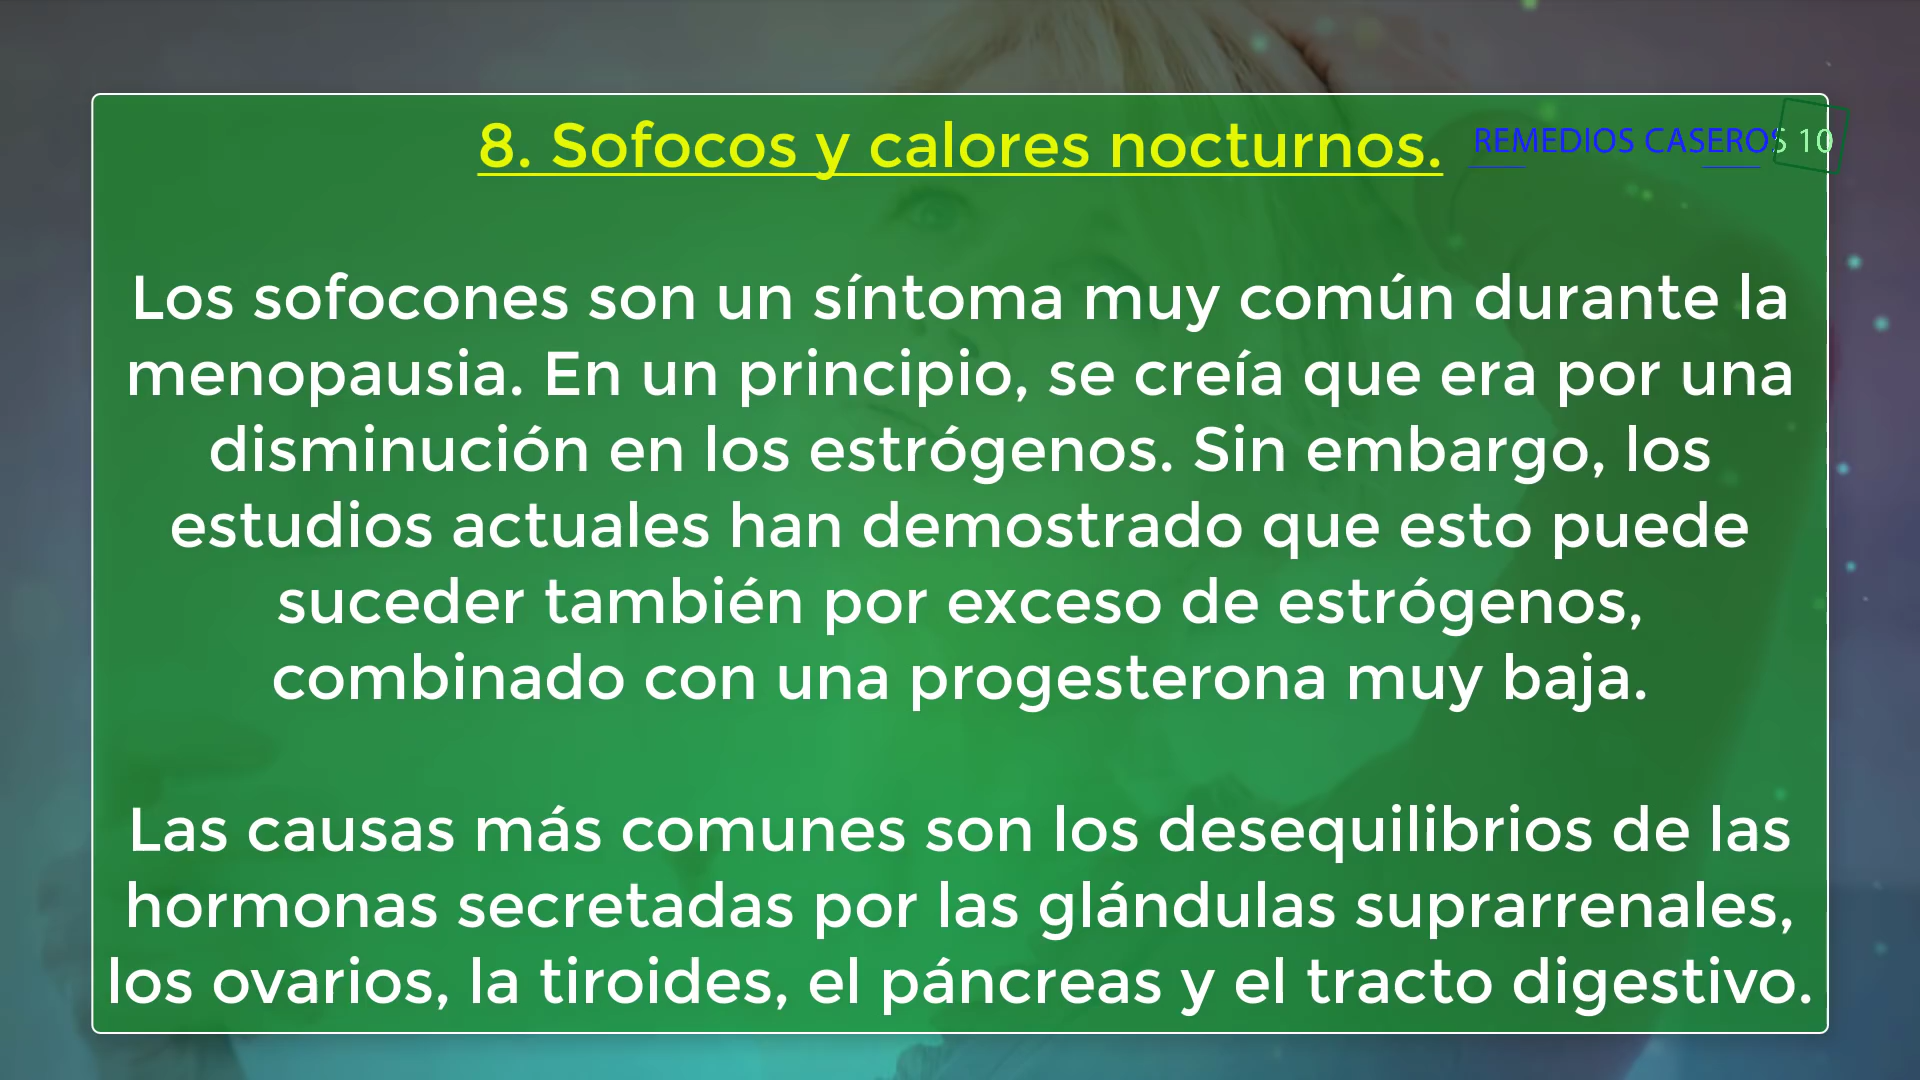 8. Sofocos y calores nocturnos.
REMEDIOS CASEROS 10
Los sofocones son un síntoma muy común durante la
menopausia. En un principio, se creía que era por una
disminución en los estrógenos. Sin embargo, los
estudios actuales han demostrado que esto puede
suceder también por exceso de estrógenos,
combinado con una progesterona muy baja.
Las causas más comunes son los desequilibrios de las
hormonas secretadas por las glándulas suprarrenales,
los ovarios, la tiroides, el páncreas y el tracto digestivo.